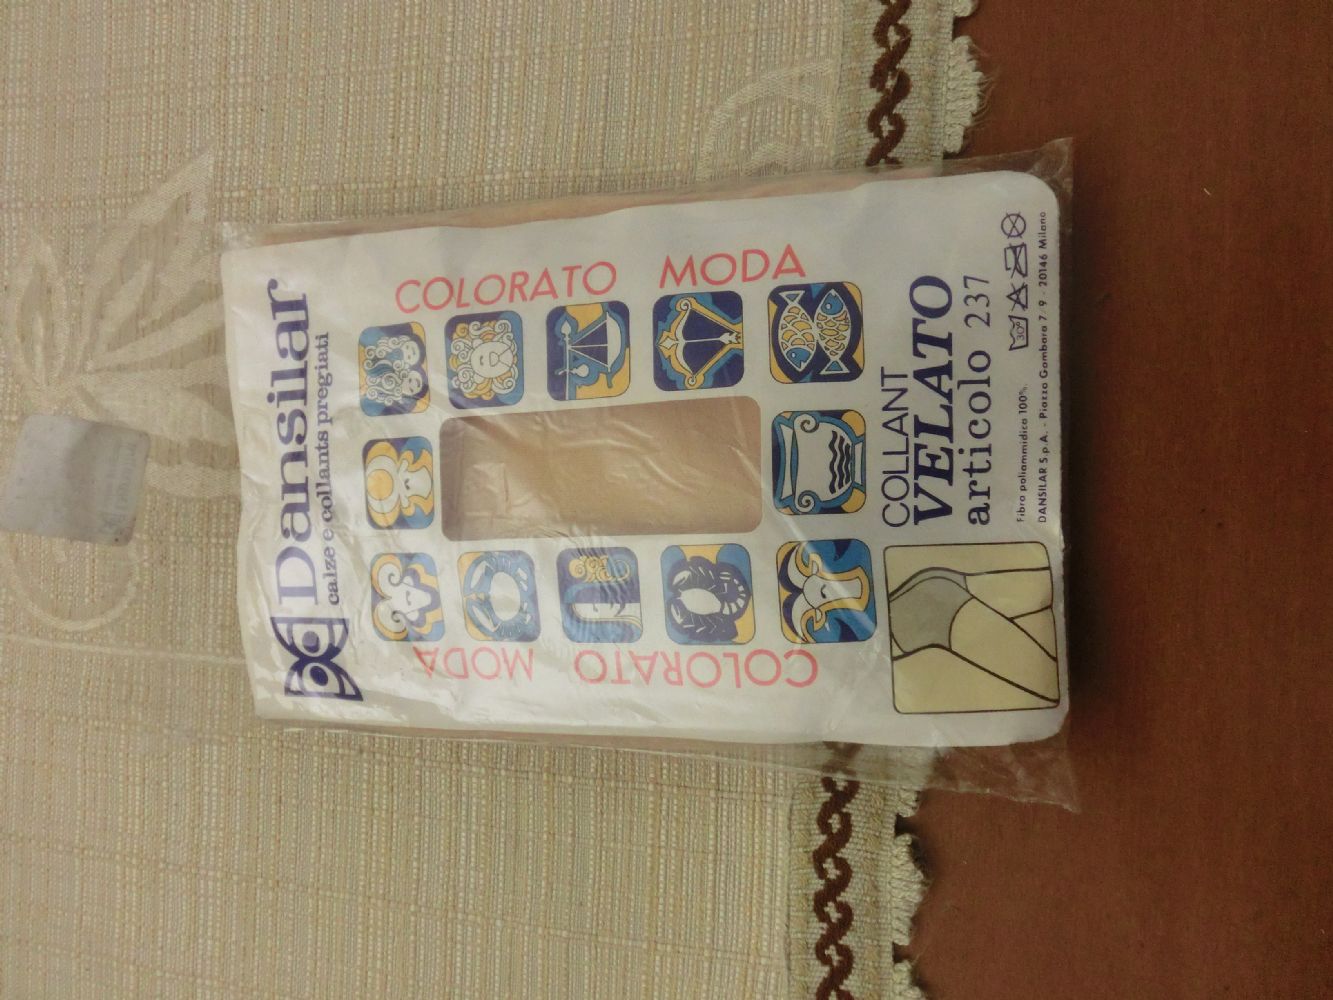 Dansilar
calze e collants pregiati
COLORATO MODA
COLORATO MODA
COLLANT
VELATO
articolo 237
30°
Fibra poliammidica 100%.
DANSILAR S.p.A. - Piazza Gambara 7/9 - 20146 Milano